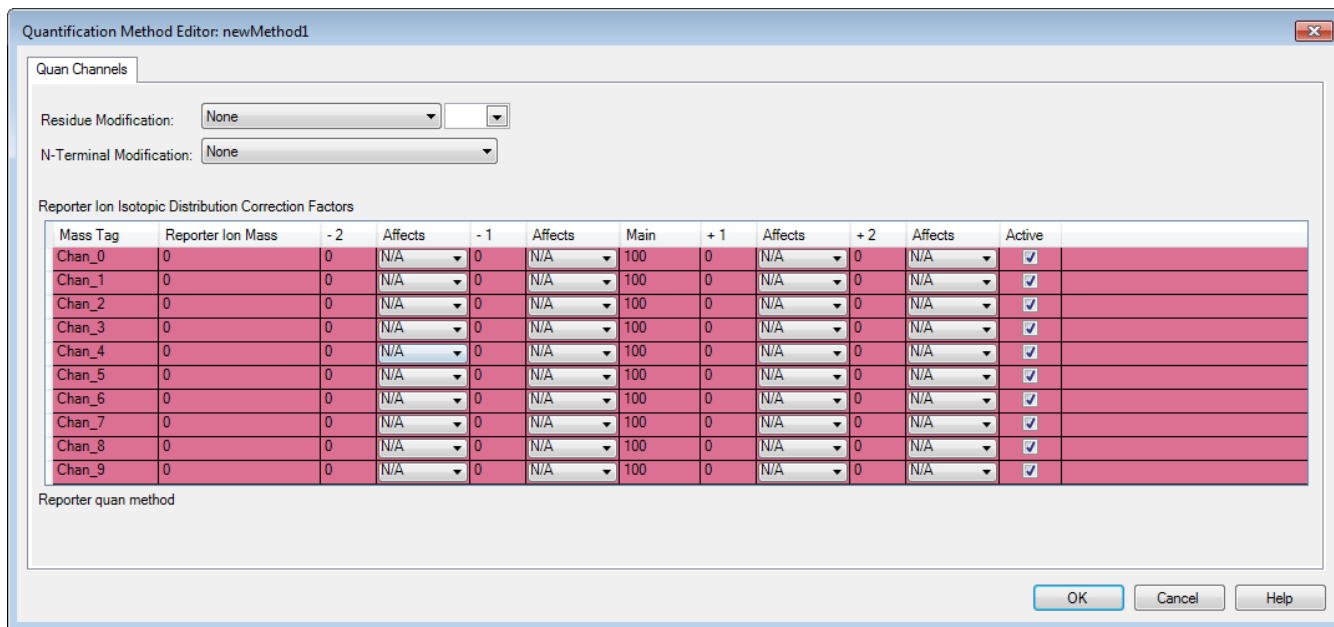 Quantification Method Editor: newMethod1
Quan Channels
Residue Modification: None
N-Terminal Modification: None
Reporter Ion Isotopic Distribution Correction Factors
Mass Tag Reporter Ion Mass - 2 Affects - 1 Affects Main + 1 Affects + 2 Affects Active
Chan_0 0 0 N/A 0 N/A 100 0 N/A 0 N/A
Chan_1 0 0 N/A 0 N/A 100 0 N/A 0 N/A
Chan_2 0 0 N/A 0 N/A 100 0 N/A 0 N/A
Chan_3 0 0 N/A 0 N/A 100 0 N/A 0 N/A
Chan_4 0 0 N/A 0 N/A 100 0 N/A 0 N/A
Chan_5 0 0 N/A 0 N/A 100 0 N/A 0 N/A
Chan_6 0 0 N/A 0 N/A 100 0 N/A 0 N/A
Chan_7 0 0 N/A 0 N/A 100 0 N/A 0 N/A
Chan_8 0 0 N/A 0 N/A 100 0 N/A 0 N/A
Chan_9 0 0 N/A 0 N/A 100 0 N/A 0 N/A
Reporter quan method
OK Cancel Help